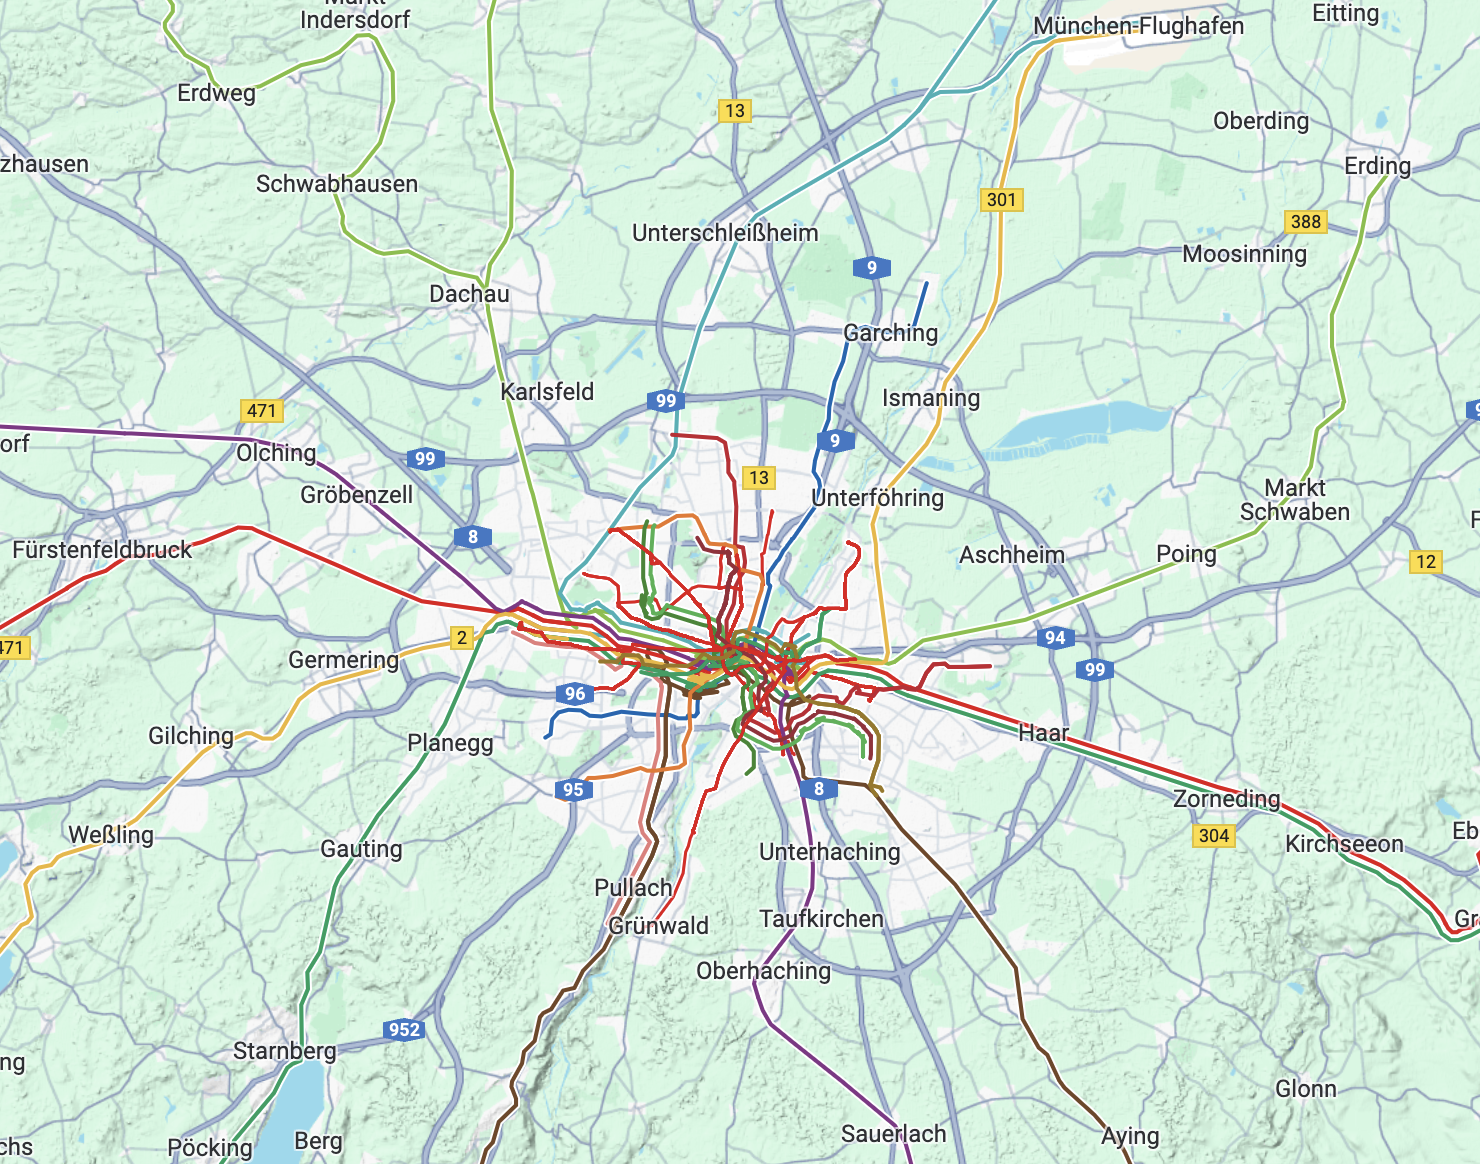 Markt
Indersdorf
München-Flughafen
Eitting
Erdweg
13
Oberding
zhausen
Erding
Schwabhausen
301
388
Unterschleißheim
Moosinning
9
Dachau
Garching
Karlsfeld
99
Ismaning
471
orf
Olching
99
9
Gröbenzell
13
Unterföhring
Markt
Schwaben
8
Fürstenfeldbruck
Aschheim
Poing
12
471
2
94
Germering
99
96
Gilching
Planegg
Haar
95
8
Zorneding
Weßling
304
Eb
Gauting
Unterhaching
Kirchseeon
Pullach
Grünwald
Taufkirchen
Gr
Oberhaching
952
Starnberg
ng
Glonn
chs
Pöcking
Berg
Sauerlach
Aying